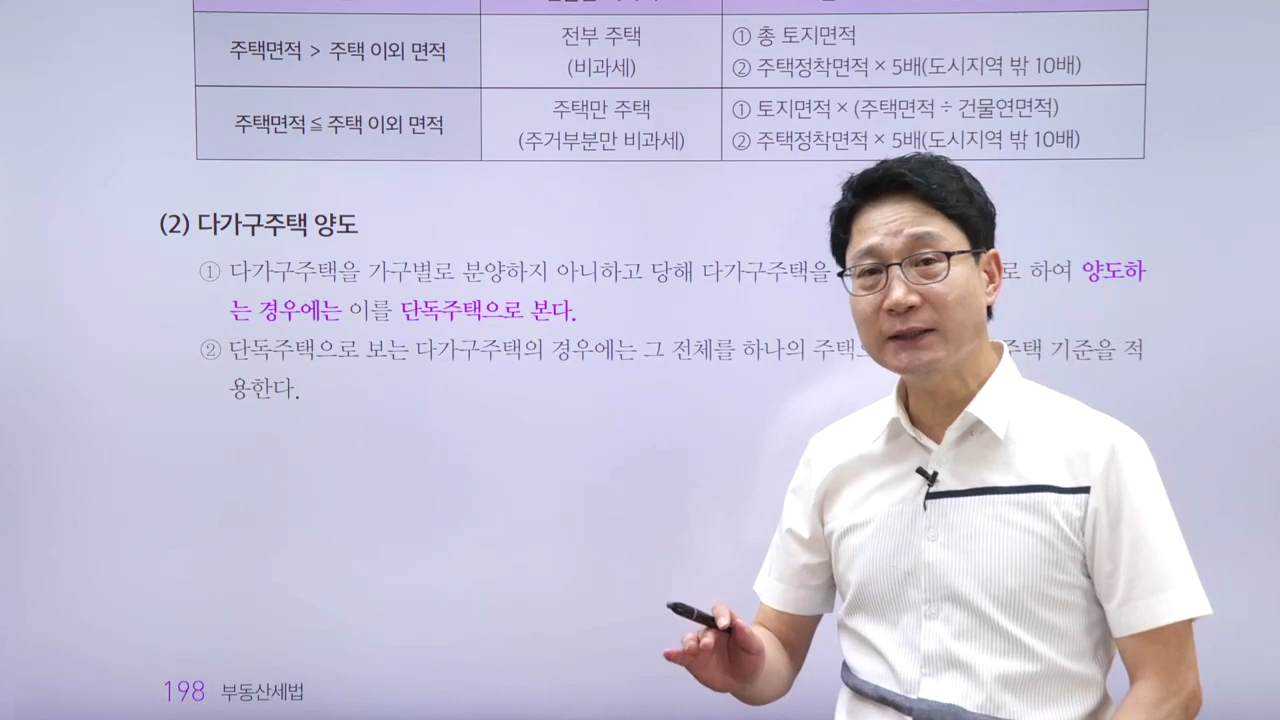 주택면적 > 주택 이외 면적
전부 주택
(비과세)
① 총 토지면적
② 주택정착면적 × 5배(도시지역 밖 10배)
주택면적 ≦ 주택 이외 면적
주택만 주택
(주거부분만 비과세)
① 토지면적 × (주택면적 ÷ 건물연면적)
② 주택정착면적 × 5배(도시지역 밖 10배)
(2) 다가구주택 양도
① 다가구주택을 가구별로 분양하지 아니하고 당해 다가구주택을 로 하여 양도하
는 경우에는 이를 단독주택으로 본다.
② 단독주택으로 보는 다가구주택의 경우에는 그 전체를 하나의 주택 주택 기준을 적
용한다.
198 부동산세법